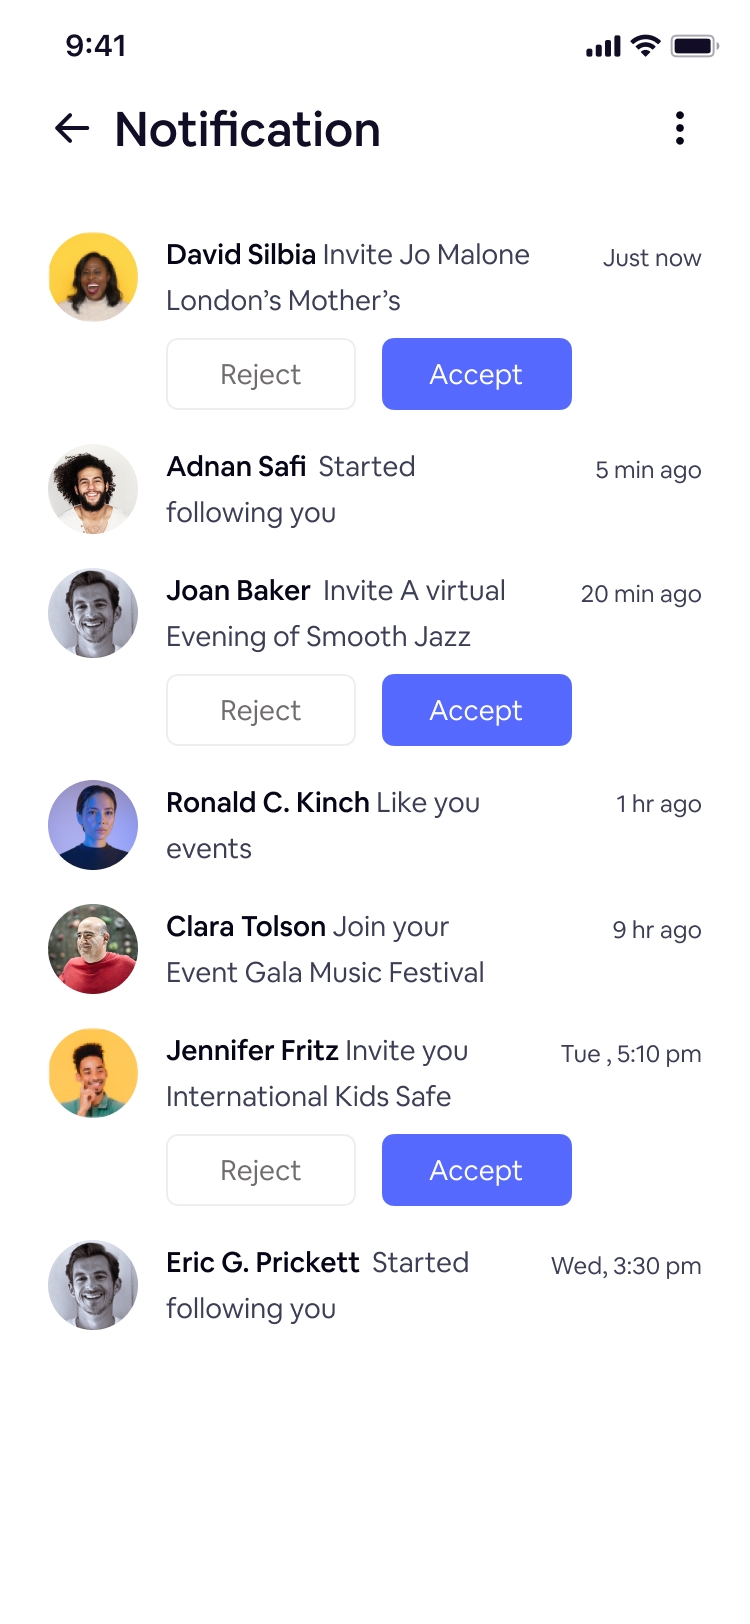 9:41
Notification
David Silbia Invite Jo Malone
Just now
London’s Mother’s
Reject
Accept
Adnan Safi Started
5 min ago
following you
Joan Baker Invite A virtual
20 min ago
Evening of Smooth Jazz
Reject
Accept
Ronald C. Kinch Like you
1 hr ago
events
Clara Tolson Join your
9 hr ago
Event Gala Music Festival
Jennifer Fritz Invite you
Tue , 5:10 pm
International Kids Safe
Reject
Accept
Eric G. Prickett Started
Wed, 3:30 pm
following you